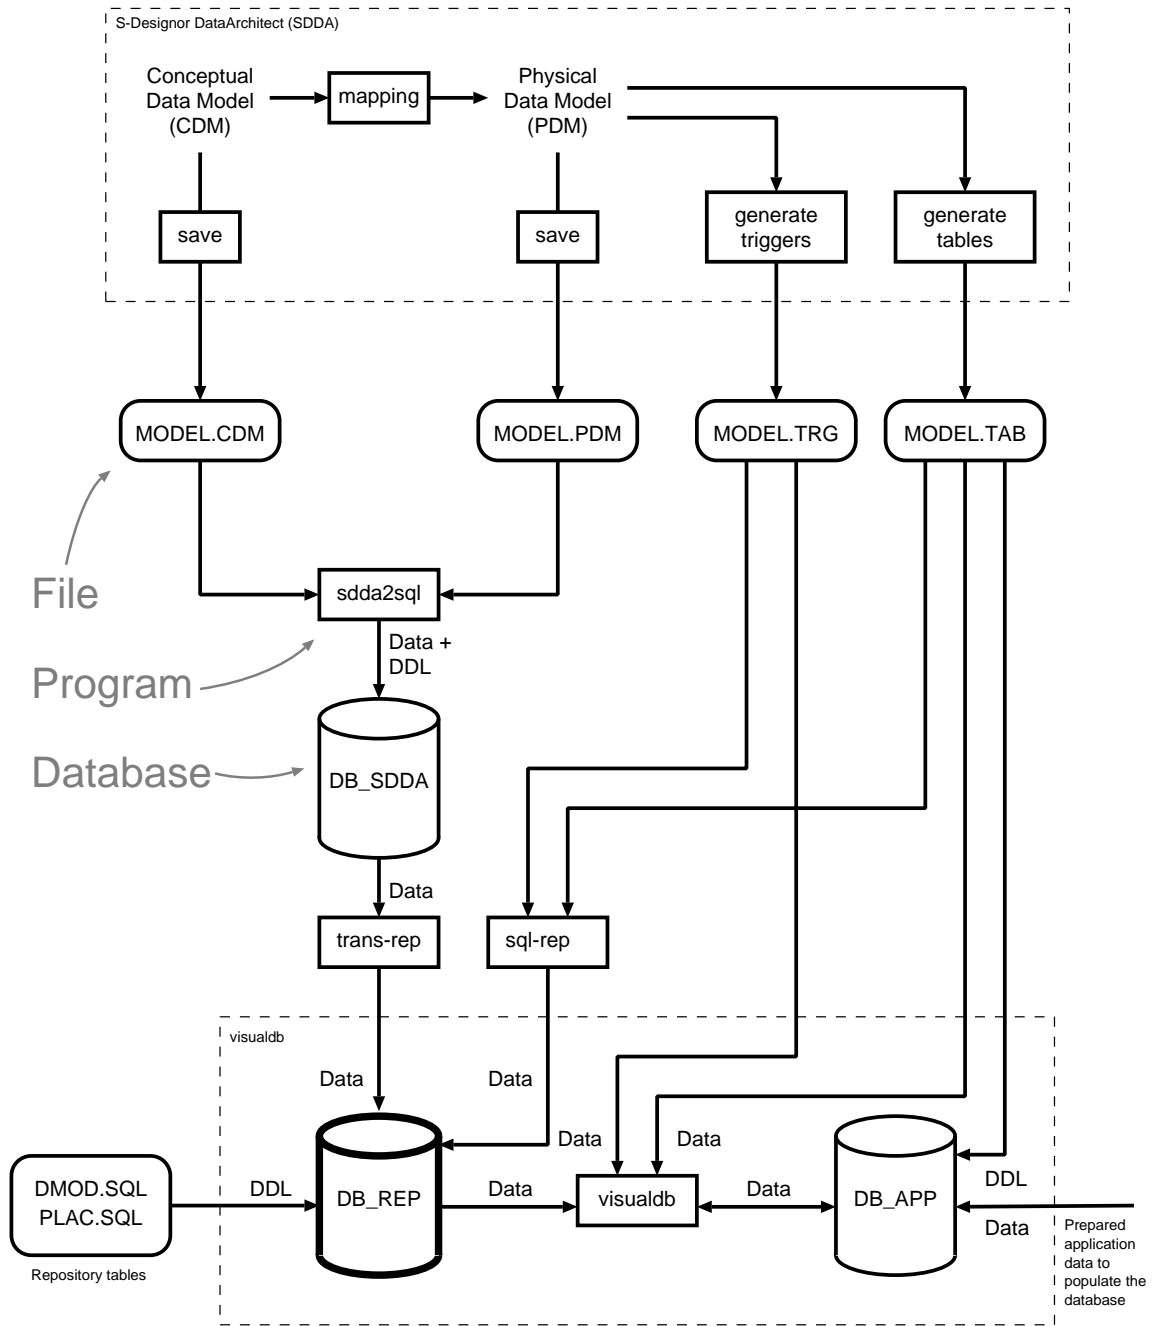 S-Designor DataArchitect (SDDA)
Conceptual
Data Model
(CDM)
mapping
Physical
Data Model
(PDM)
save
save
generate
triggers
generate
tables
MODEL.CDM
MODEL.PDM
MODEL.TRG
MODEL.TAB
File
sdda2sql
Data +
DDL
Program
Database
DB_SDDA
Data
trans-rep
sql-rep
visualdb
Data
Data
Data
Data
DMOD.SQL
PLAC.SQL
Repository tables
DDL
DB_REP
Data
visualdb
Data
DB_APP
DDL
Data
Prepared
application
data to
populate the
database